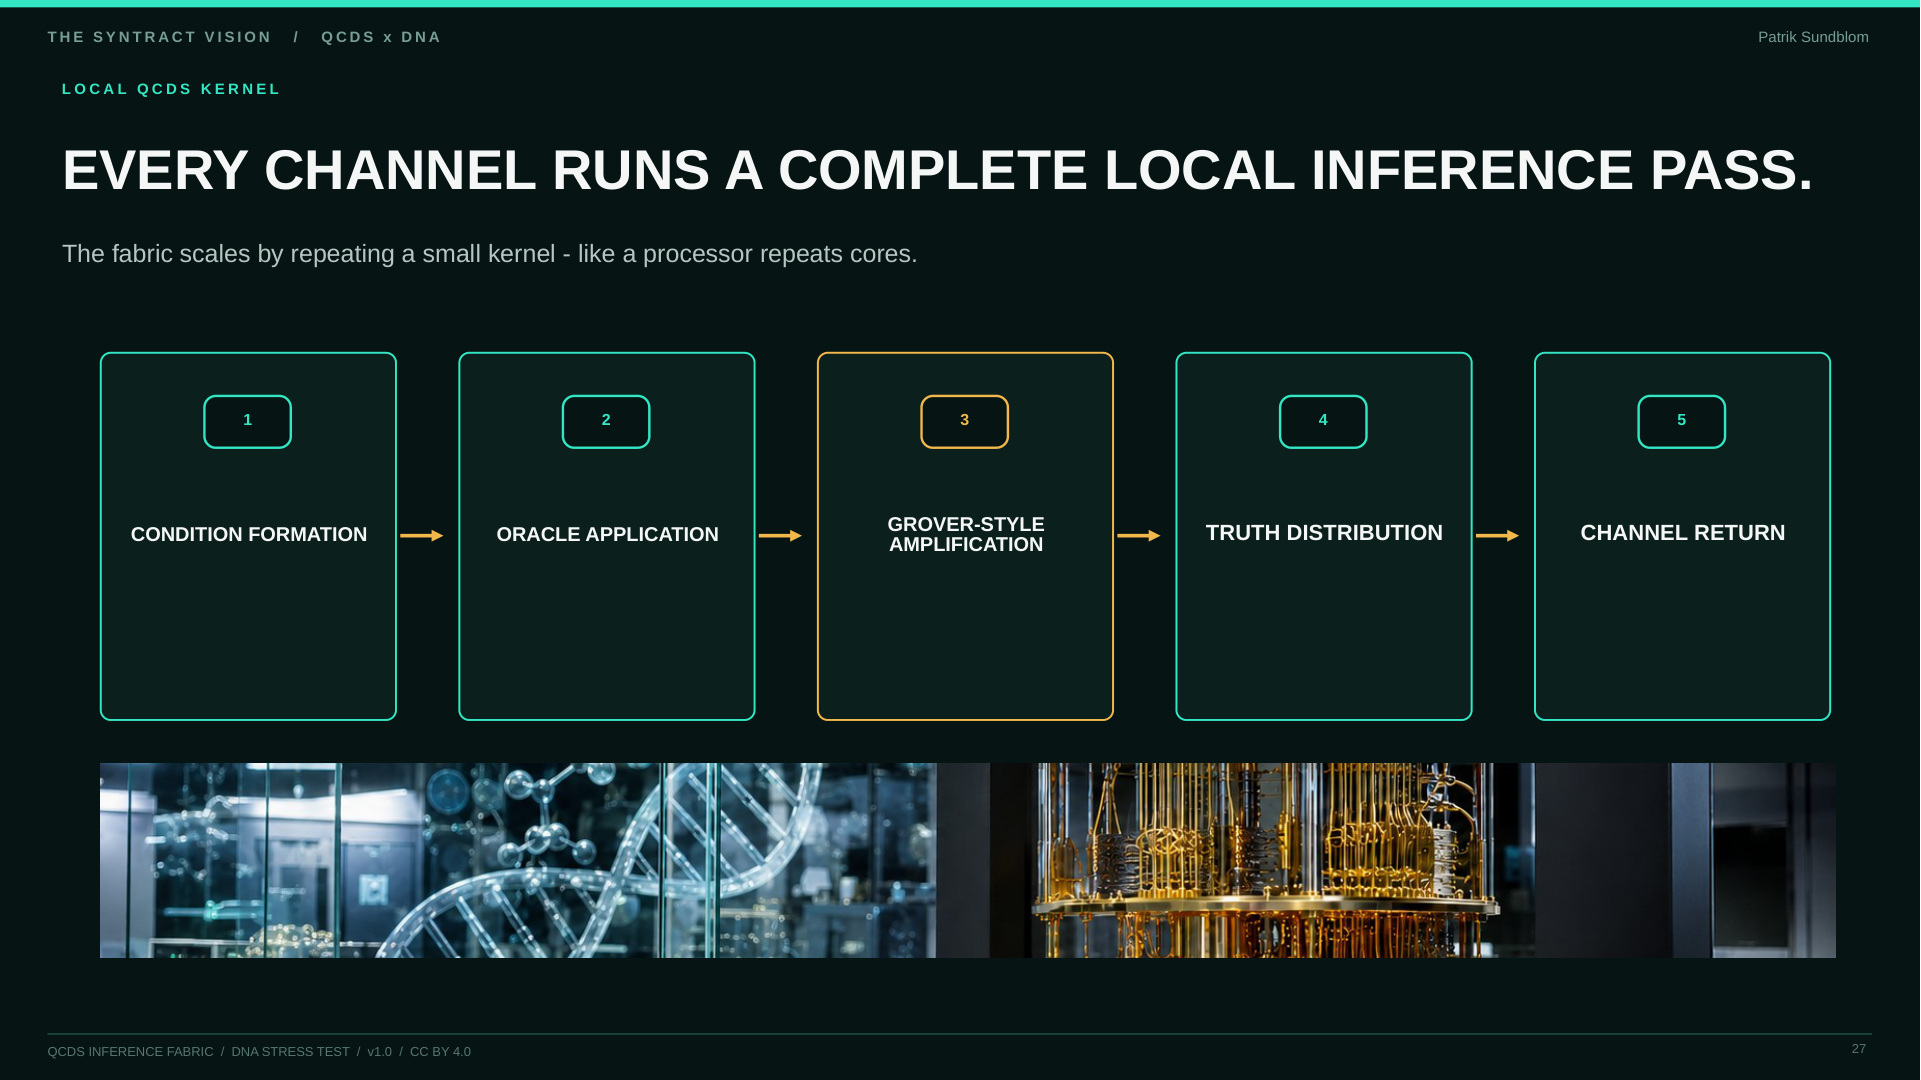 THE SYNTRACT VISION / QCDS x DNA
Patrik Sundblom
LOCAL QCDS KERNEL
EVERY CHANNEL RUNS A COMPLETE LOCAL INFERENCE PASS.
The fabric scales by repeating a small kernel - like a processor repeats cores.
1
CONDITION FORMATION
2
ORACLE APPLICATION
3
GROVER-STYLE
AMPLIFICATION
4
TRUTH DISTRIBUTION
5
CHANNEL RETURN
QCDS INFERENCE FABRIC / DNA STRESS TEST / v1.0 / CC BY 4.0
27